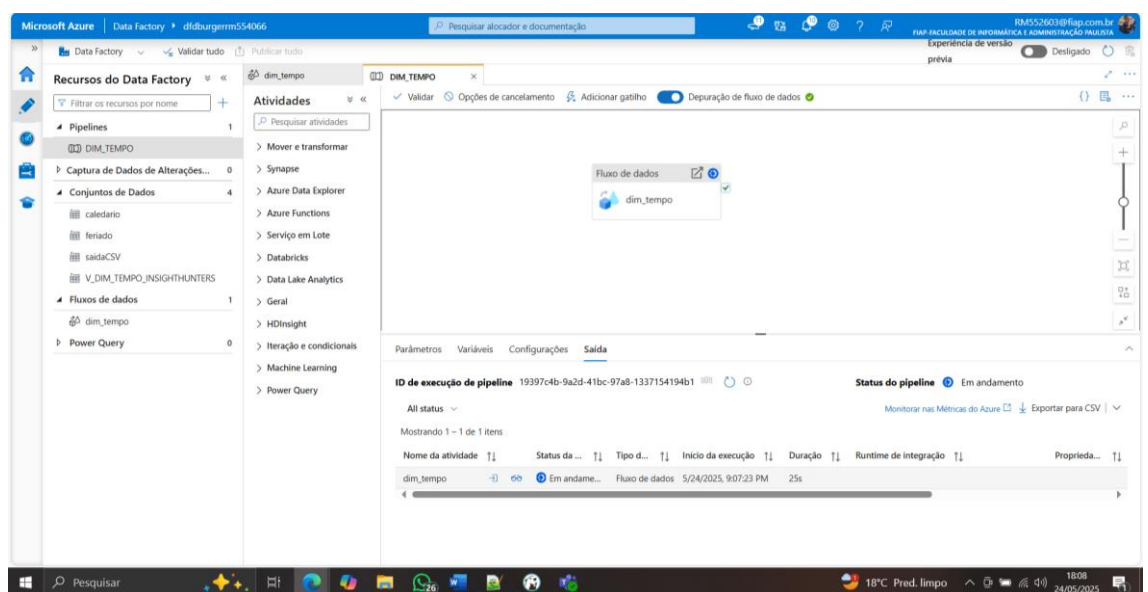 Microsoft Azure | Data Factory ▸ dfdburgerrm554066
Pesquisar alocador e documentação
RM552603@fiap.com.br
FIAP-FACULDADE DE INFORMÁTICA E ADMINISTRAÇÃO PAULISTA
Data Factory
Validar tudo
Publicar tudo
Experiência de versão prévia
Desligado
Recursos do Data Factory
Filtrar os recursos por nome
Pipelines 1
DIM_TEMPO
Captura de Dados de Alterações... 0
Conjuntos de Dados 4
caledario
feriado
saidaCSV
V_DIM_TEMPO_INSIGHTHUNTERS
Fluxos de dados 1
dim_tempo
Power Query 0
dim_tempo
DIM_TEMPO
Atividades
Pesquisar atividades
Mover e transformar
Synapse
Azure Data Explorer
Azure Functions
Serviço em Lote
Databricks
Data Lake Analytics
Geral
HDInsight
Iteração e condicionais
Machine Learning
Power Query
Validar Opções de cancelamento Adicionar gatilho Depuração de fluxo de dados
Fluxo de dados
dim_tempo
Parâmetros Variáveis Configurações Saída
ID de execução de pipeline 19397c4b-9a2d-41bc-97a8-1337154194b1
Status do pipeline Em andamento
All status
Monitorar nas Métricas do Azure Exportar para CSV
Mostrando 1 – 1 de 1 itens
Nome da atividade Status da ... Tipo d... Início da execução Duração Runtime de integração Proprieda...
dim_tempo Em andame... Fluxo de dados 5/24/2025, 9:07:23 PM 25s
Pesquisar
26
18°C Pred. limpo
18:08
24/05/2025